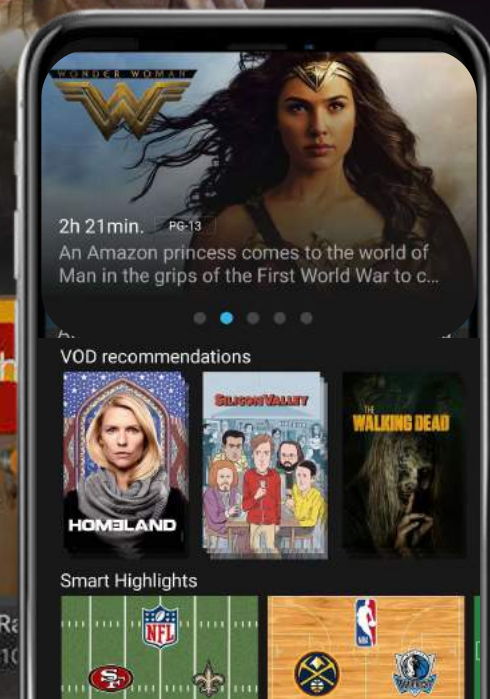 WONDER WOMAN
2h 21min. PG-13
An Amazon princess comes to the world of
Man in the grips of the First World War to c...
VOD recommendations
HOMELAND
SILICON VALLEY
THE
WALKING DEAD
Smart Highlights
NFL
SF
NBA